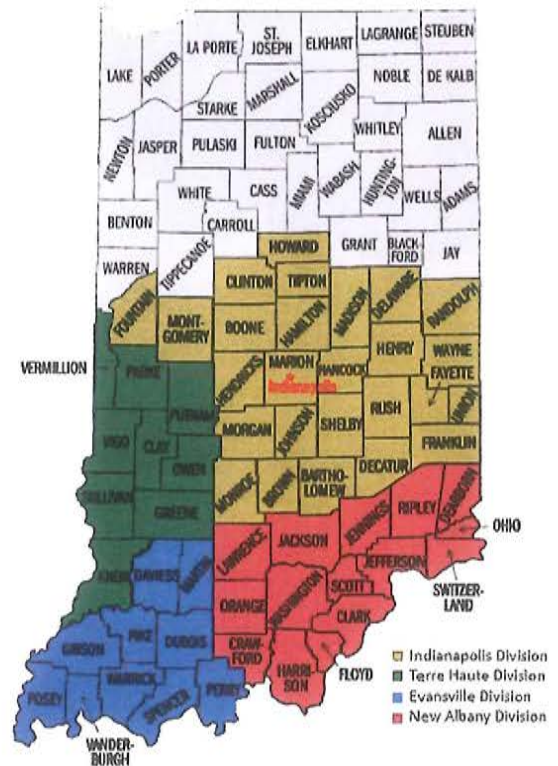 LAKE
PORTER
LA PORTE
ST.
JOSEPH
ELKHART
LAGRANGE
STEUBEN
NOBLE
DE KALB
STARKE
MARSHALL
KOSCIUSKO
WHITLEY
ALLEN
NEWTON
JASPER
PULASKI
FULTON
MIAMI
WABASH
HUNTING-
TON
WELLS
ADAMS
WHITE
CASS
BENTON
CARROLL
WARREN
TIPPECANOE
HOWARD
GRANT
BLACK
FORD
JAY
FOUNTAIN
MONT-
GOMERY
CLINTON
TIPTON
BOONE
HAMILTON
MADISON
DELAWARE
RANDOLPH
HENRY
WAYNE
FAYETTE
UNION
VERMILLION
PARKE
PUTNAM
HENDRICKS
MARION
Indianapolis
HANCOCK
RUSH
SHELBY
JOHNSON
MORGAN
FRANKLIN
VIGO
CLAY
OWEN
SULLIVAN
GREENE
MONROE
BROWN
BARTHO-
LOMEW
DECATUR
DEARBORN
RIPLEY
OHIO
SWITZER-
LAND
KNOX
DAVIESS
MARTIN
LAWRENCE
JACKSON
JENNINGS
JEFFERSON
SCOTT
WASHINGTON
ORANGE
CLARK
GIBSON
PIKE
DUBOIS
CRAW-
FORD
HARRI-
SON
FLOYD
POSEY
WARRICK
SPENCER
PERRY
VANDER-
BURGH
Indianapolis Division
Terre Haute Division
Evansville Division
New Albany Division